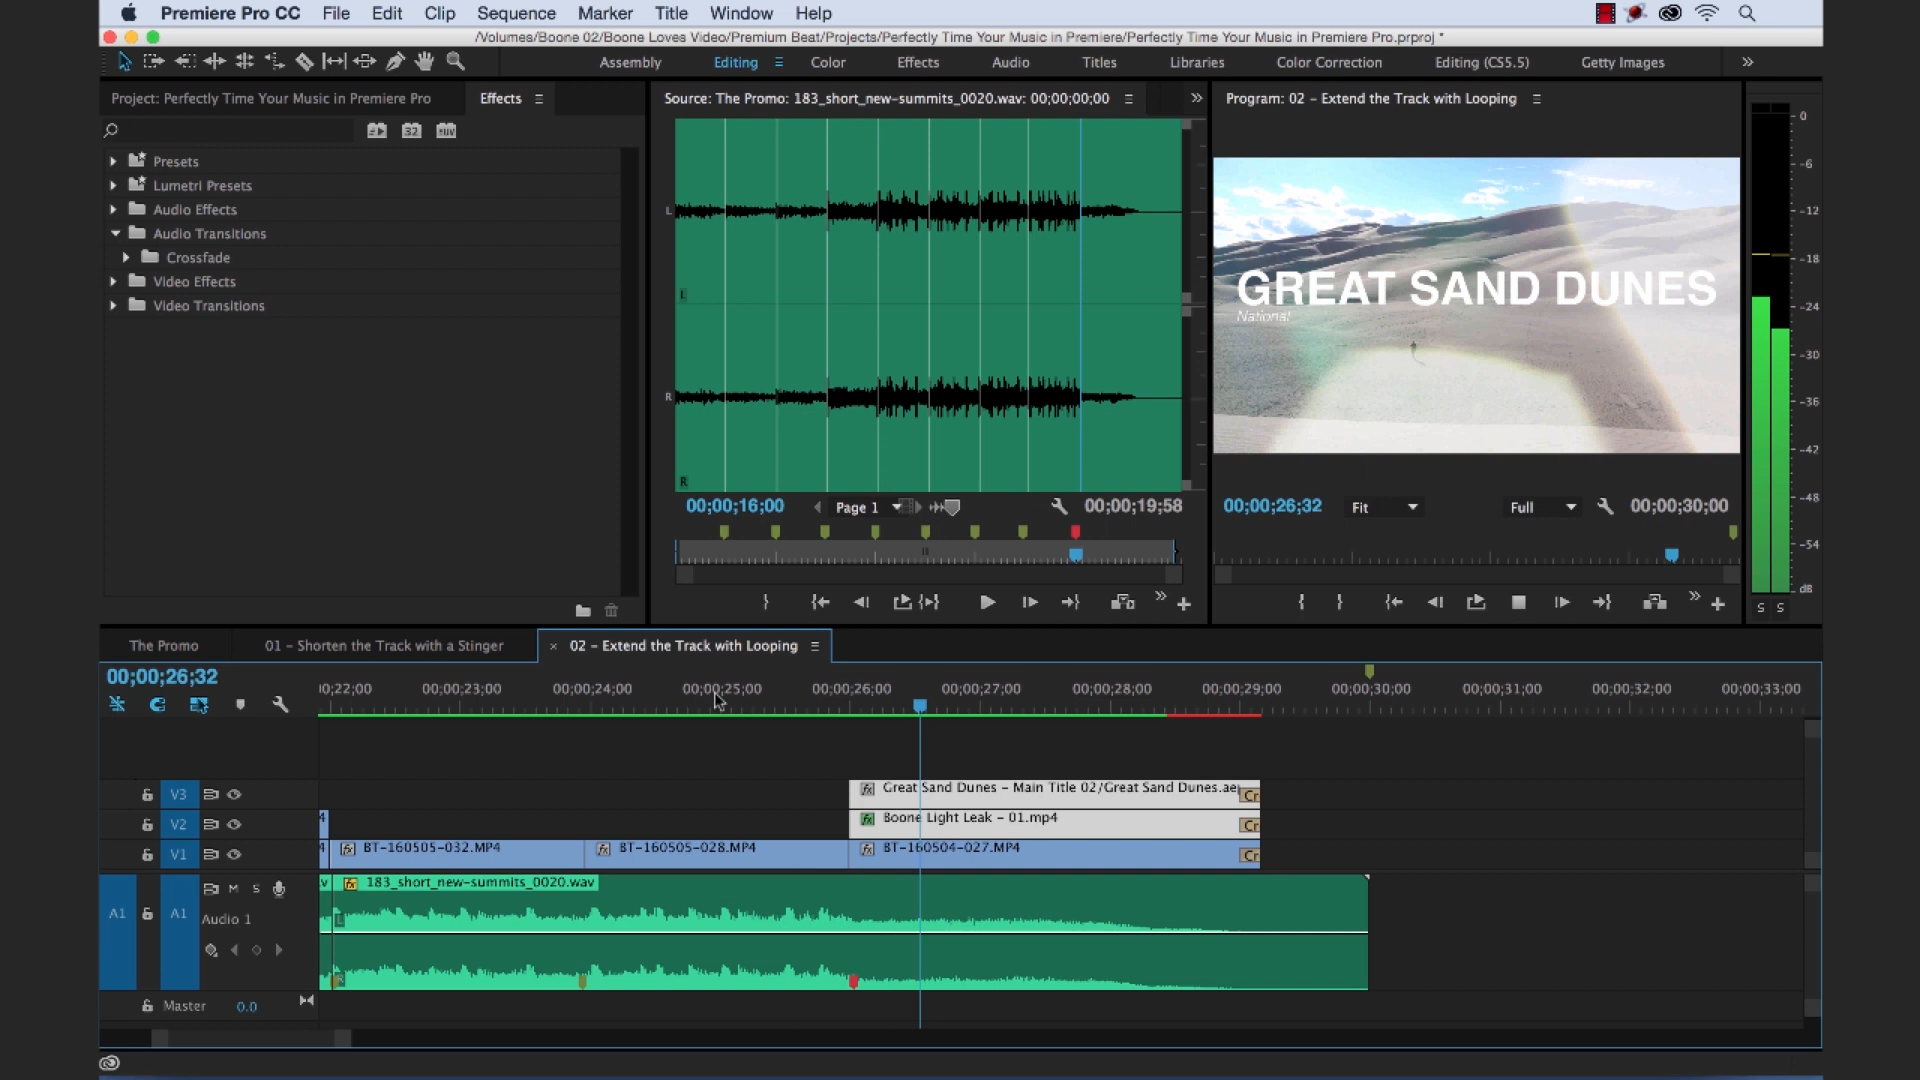 Premiere Pro CC File Edit Clip Sequence Marker Title Window Help
/Volumes/Boone 02/Boone Loves Video/Premium Beat/Projects/Perfectly Time Your Music in Premiere/Perfectly Time Your Music in Premiere Pro.prproj *
Assembly Editing Color Effects Audio Titles Libraries Color Correction Editing (CS5.5) Getty Images
Project: Perfectly Time Your Music in Premiere Pro Effects
Source: The Promo: 183_short_new-summits_0020.wav: 00;00;00;00
Program: 02 - Extend the Track with Looping
32 YUV
Presets
Lumetri Presets
Audio Effects
Audio Transitions
Crossfade
Video Effects
Video Transitions
L
L
R
R
GREAT SAND DUNES
National
0
-6
-12
-18
-24
-30
-36
-42
-48
-54
dB
S S
00;00;16;00 Page 1 00;00;19;58
00;00;26;32 Fit Full 00;00;30;00
The Promo 01 - Shorten the Track with a Stinger × 02 - Extend the Track with Looping
00;00;26;32
0;22;00 00;00;23;00 00;00;24;00 00;00;25;00 00;00;26;00 00;00;27;00 00;00;28;00 00;00;29;00 00;00;30;00 00;00;31;00 00;00;32;00 00;00;33;00
V3 fx Great Sand Dunes - Main Title 02/Great Sand Dunes.ae Cr
V2 4 fx Boone Light Leak - 01.mp4 Cr
V1 4 fx BT-160505-032.MP4 fx BT-160505-028.MP4 fx BT-160504-027.MP4 Cr
A1 A1 M S v fx 183_short_new-summits_0020.wav
Audio 1
L
R
Master 0.0